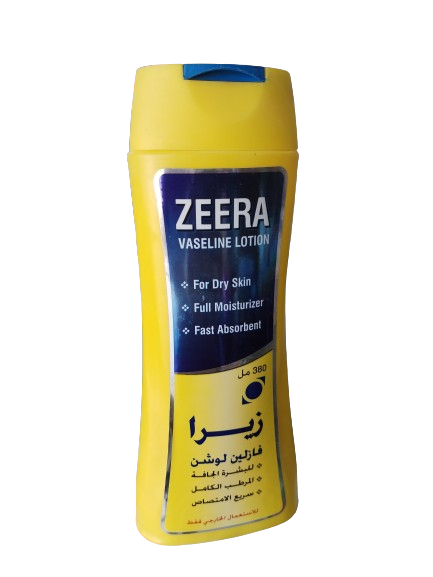 ZEERA
VASELINE LOTION
For Dry Skin
Full Moisturizer
Fast Absorbent
380 مل
زيرا
فازلين لوشن
للبشرة الجافة
المرطب الكامل
سريع الامتصاص
للاستعمال الخارجي فقط